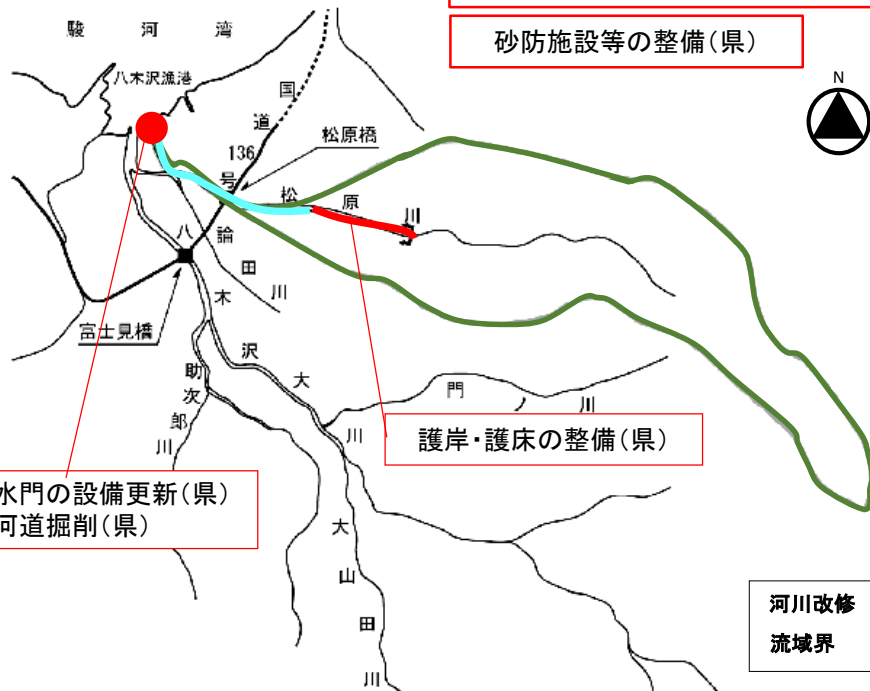 砂防施設等の整備(県)
駿河湾
八木沢漁港
N
国道136号
松原橋
松原川
論田川
八木沢大川
富士見橋
助次郎川
門川
護岸・護床の整備(県)
水門の設備更新(県)
河道掘削(県)
大山田川
河川改修
流域界